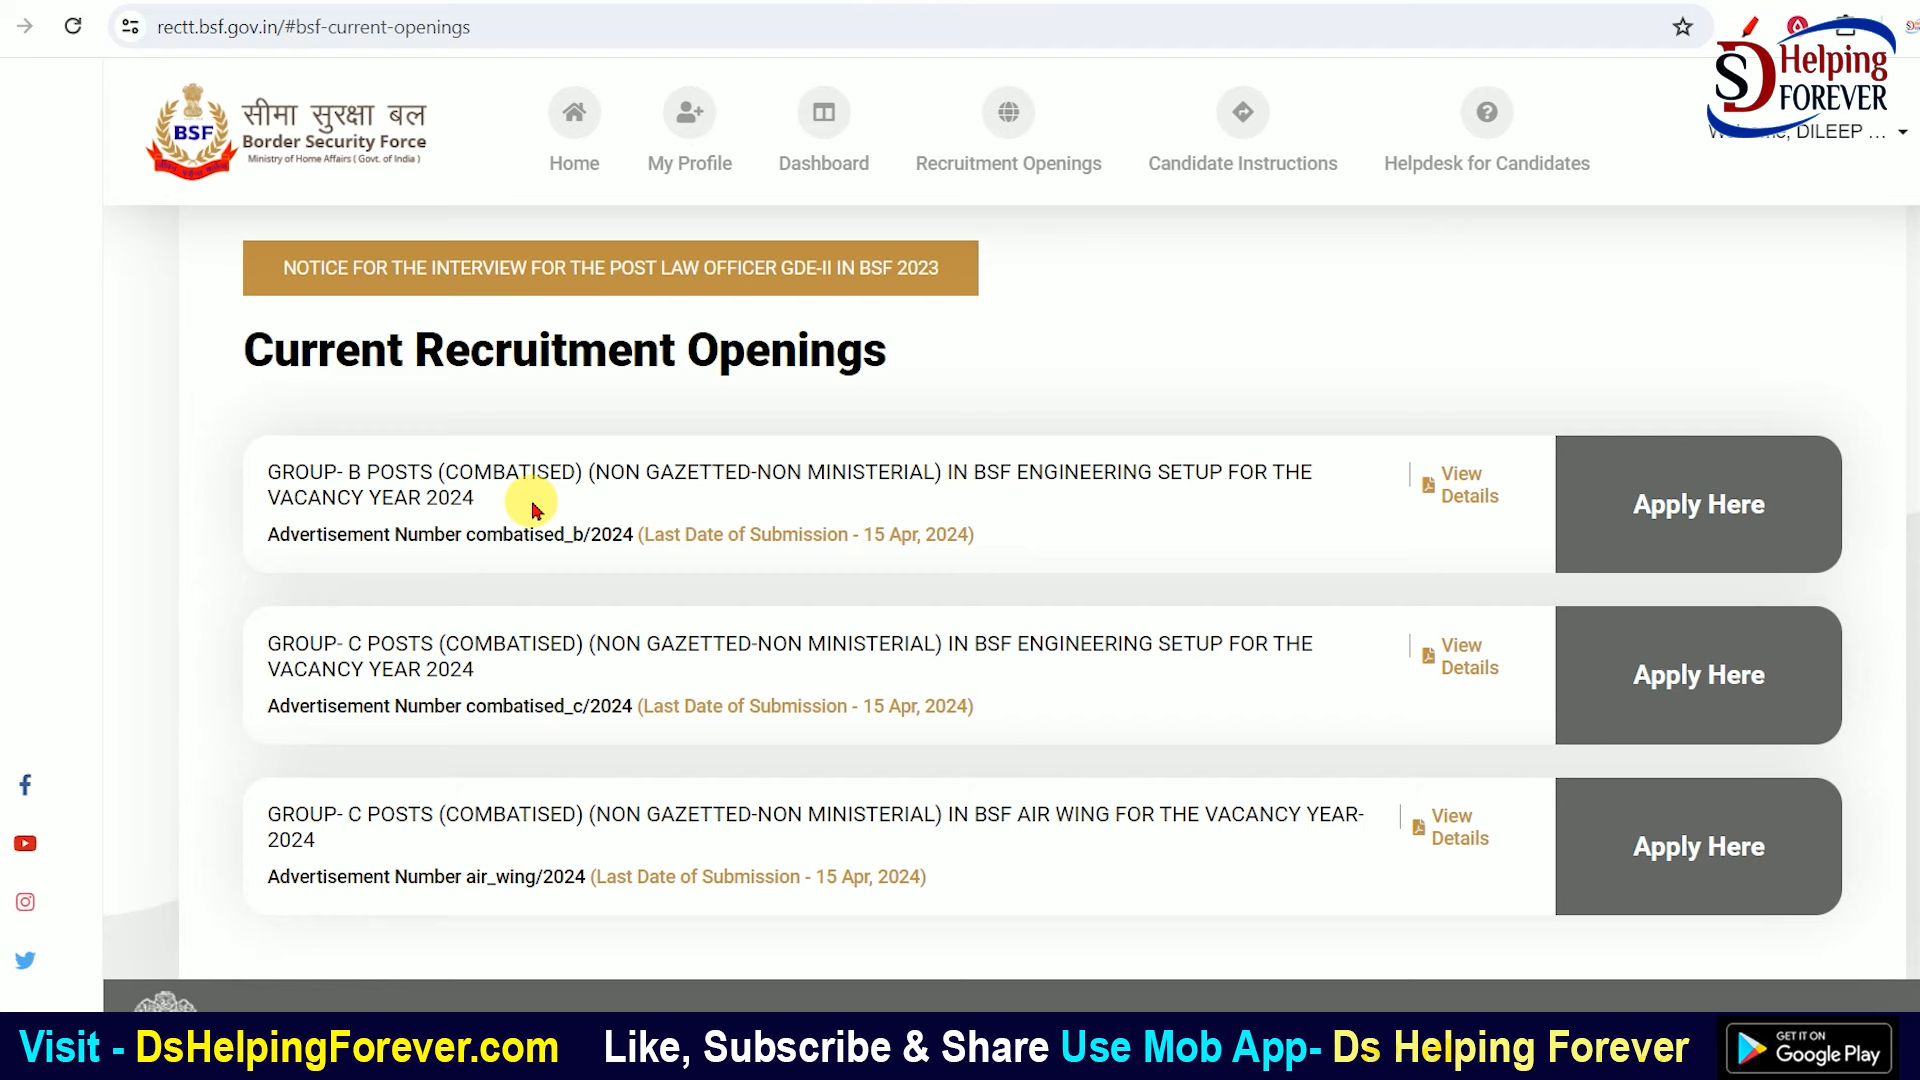 rectt.bsf.gov.in/#bsf-current-openings
SD Helping
FOREVER
BSF
सीमा सुरक्षा बल
Border Security Force
Ministry of Home Affairs ( Govt. of India )
Home
My Profile
Dashboard
Recruitment Openings
Candidate Instructions
Helpdesk for Candidates
DILEEP ...
NOTICE FOR THE INTERVIEW FOR THE POST LAW OFFICER GDE-II IN BSF 2023
Current Recruitment Openings
GROUP- B POSTS (COMBATISED) (NON GAZETTED-NON MINISTERIAL) IN BSF ENGINEERING SETUP FOR THE
VACANCY YEAR 2024
View
Details
Apply Here
Advertisement Number combatised_b/2024 (Last Date of Submission - 15 Apr, 2024)
GROUP- C POSTS (COMBATISED) (NON GAZETTED-NON MINISTERIAL) IN BSF ENGINEERING SETUP FOR THE
VACANCY YEAR 2024
View
Details
Apply Here
Advertisement Number combatised_c/2024 (Last Date of Submission - 15 Apr, 2024)
GROUP- C POSTS (COMBATISED) (NON GAZETTED-NON MINISTERIAL) IN BSF AIR WING FOR THE VACANCY YEAR-
2024
View
Details
Apply Here
Advertisement Number air_wing/2024 (Last Date of Submission - 15 Apr, 2024)
Visit - DsHelpingForever.com Like, Subscribe & Share Use Mob App- Ds Helping Forever
GET IT ON
Google Play